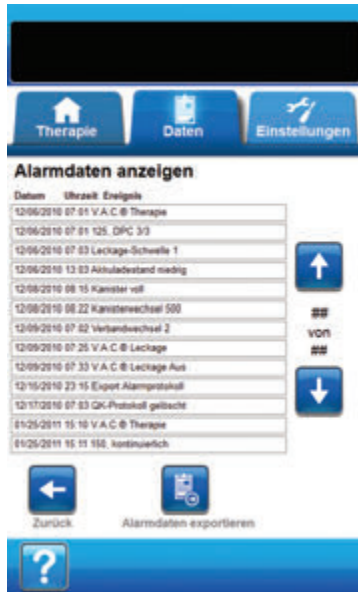 Therapie
Daten
Einstellungen
Alarmdaten anzeigen
Datum Uhrzeit Ereignis
12/06/2010 07:01 V.A.C.® Therapie
12/06/2010 07:01 125, DPC 3/3
12/06/2010 07:03 Leckage-Schwelle 1
12/06/2010 13:03 Akkuladestand niedrig
12/08/2010 08:15 Kanister voll
12/08/2010 08:22 Kanisterwechsel 500
12/09/2010 07:02 Verbandwechsel 2
12/09/2010 07:25 V.A.C.® Leckage
12/09/2010 07:33 V.A.C.® Leckage Aus
12/15/2010 23:15 Export Alarmprotokoll
12/17/2010 07:03 QK-Protokoll gelöscht
01/25/2011 15:10 V.A.C.® Therapie
01/25/2011 15:11 150, kontinuierlich
##
von
##
Zurück
Alarmdaten exportieren
?